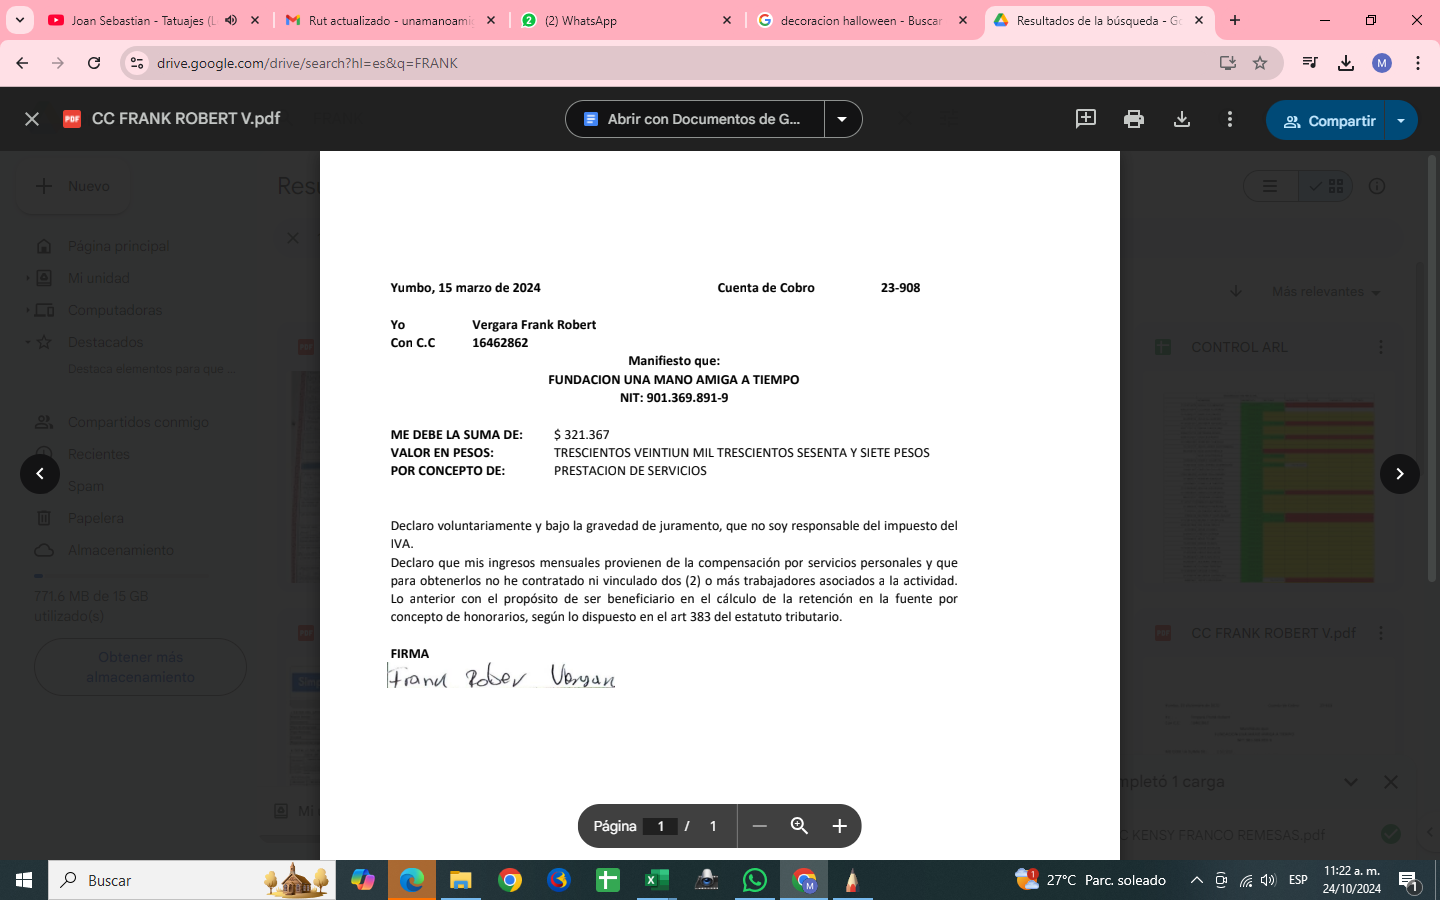 Joan Sebastian - Tatuajes (L
Rut actualizado - unamanoami
(2) WhatsApp
decoracion halloween - Buscar
Resultados de la búsqueda - Go
drive.google.com/drive/search?hl=es&q=FRANK
M
PDF CC FRANK ROBERT V.pdf
Abrir con Documentos de G...
Compartir
Nuevo
Página principal
Mi unidad
Computadoras
Destacados
Destaca elementos para que ...
Compartidos conmigo
Recientes
Spam
Papelera
Almacenamiento
771,6 MB de 15 GB
utilizado(s)
Obtener más
almacenamiento
Más relevantes
CONTROL ARL
CC FRANK ROBERT V.pdf
Yumbo, 15 marzo de 2024 Cuenta de Cobro 23-908
Yo Vergara Frank Robert
Con C.C 16462862
Manifiesto que:
FUNDACION UNA MANO AMIGA A TIEMPO
NIT: 901.369.891-9
ME DEBE LA SUMA DE: $ 321.367
VALOR EN PESOS: TRESCIENTOS VEINTIUN MIL TRESCIENTOS SESENTA Y SIETE PESOS
POR CONCEPTO DE: PRESTACION DE SERVICIOS
Declaro voluntariamente y bajo la gravedad de juramento, que no soy responsable del impuesto del
IVA.
Declaro que mis ingresos mensuales provienen de la compensación por servicios personales y que
para obtenerlos no he contratado ni vinculado dos (2) o más trabajadores asociados a la actividad.
Lo anterior con el propósito de ser beneficiario en el cálculo de la retención en la fuente por
concepto de honorarios, según lo dispuesto en el art 383 del estatuto tributario.
FIRMA
Frank Rober Vergara
mpletó 1 carga
C KENSY FRANCO REMESAS.pdf
Página 1 / 1
Buscar
27°C Parc. soleado
ESP
11:22 a. m.
24/10/2024
1